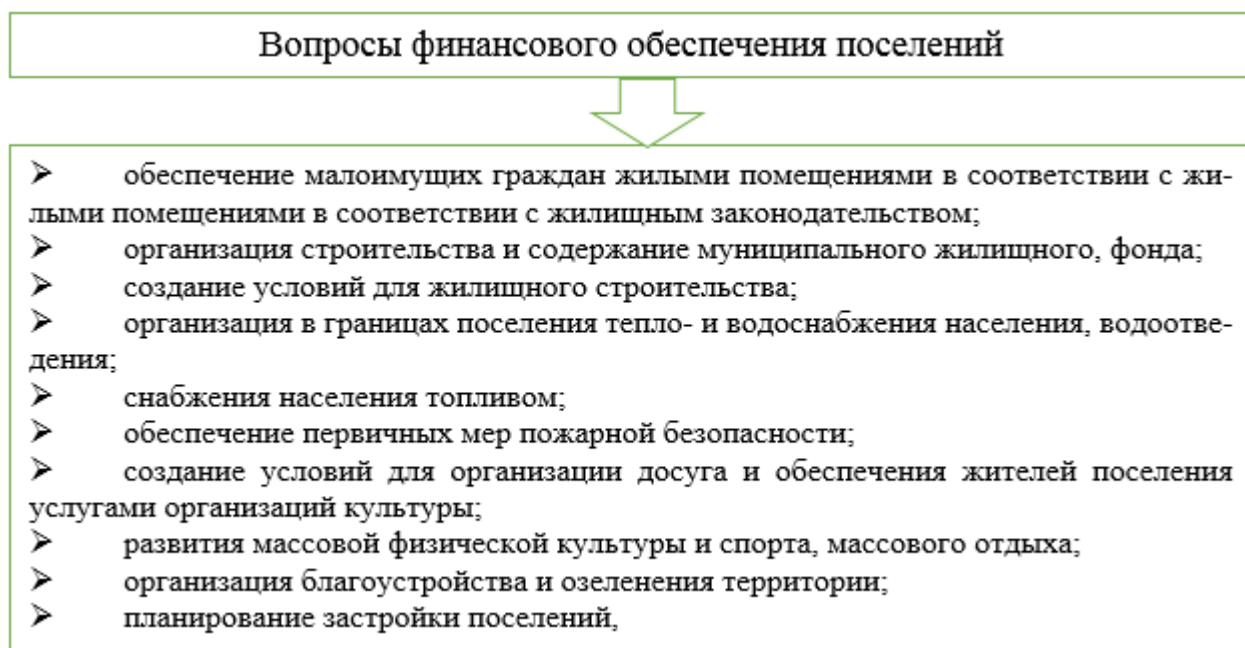 Вопросы финансового обеспечения поселений
➢ обеспечение малоимущих граждан жилыми помещениями в соответствии с жи-
лыми помещениями в соответствии с жилищным законодательством;
➢ организация строительства и содержание муниципального жилищного, фонда;
➢ создание условий для жилищного строительства;
➢ организация в границах поселения тепло- и водоснабжения населения, водоотве-
дения;
➢ снабжения населения топливом;
➢ обеспечение первичных мер пожарной безопасности;
➢ создание условий для организации досуга и обеспечения жителей поселения
услугами организаций культуры;
➢ развития массовой физической культуры и спорта, массового отдыха;
➢ организация благоустройства и озеленения территории;
➢ планирование застройки поселений,